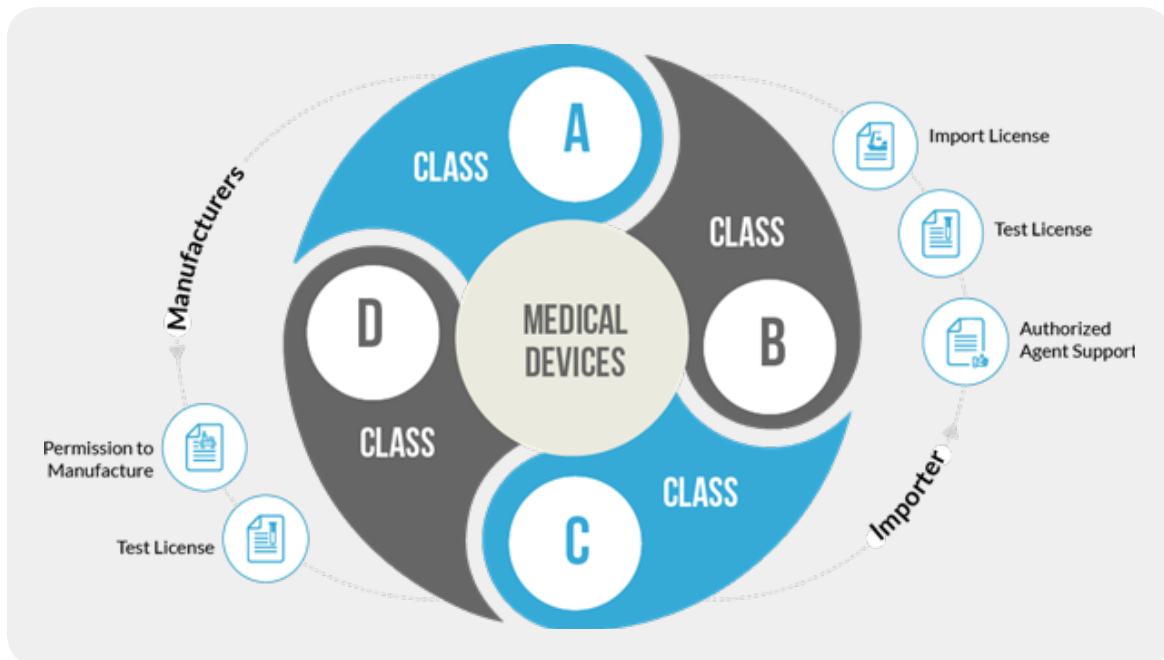 Manufacturers
Permission to
Manufacture
Test License
CLASS
A
CLASS
B
CLASS
C
CLASS
D
MEDICAL
DEVICES
Import License
Test License
Authorized
Agent Support
Importer